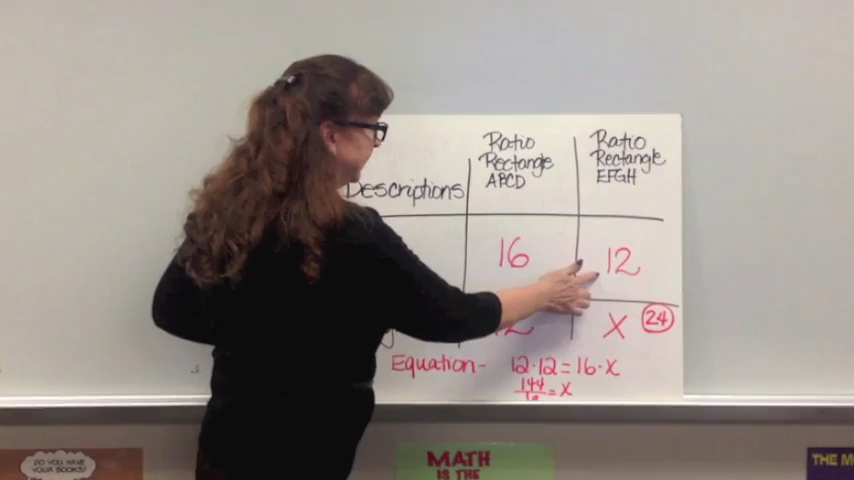 Descriptions
Ratio
Rectangle
ABCD
Ratio
Rectangle
EFGH
16
12
12
X
24
Equation- 12·12=16·x
144
=x
DO YOU HAVE
YOUR BOOKS?
MATH
IS THE
THE M